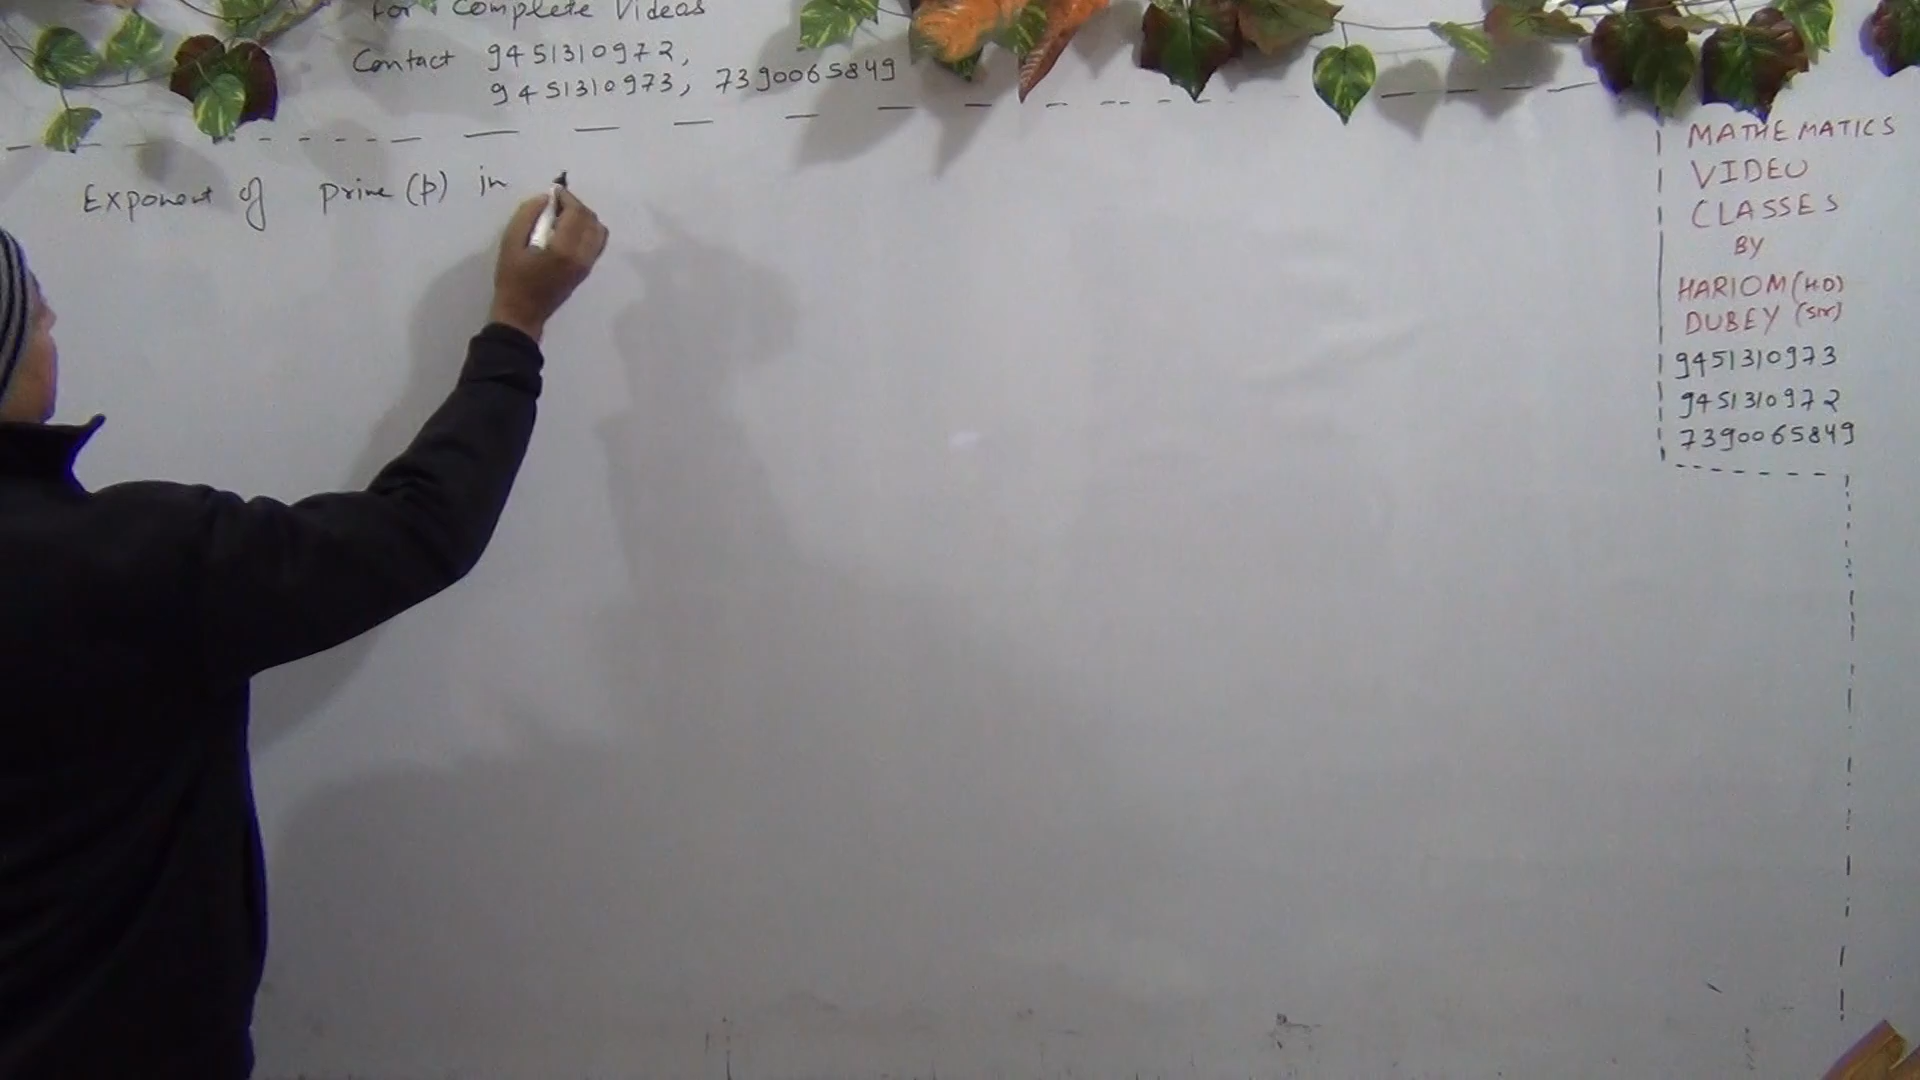 For Complete Videos
Contact 9451310972,
9451310973, 7390065849
Exponent of prime (p) in
MATHEMATICS
VIDEO
CLASSES
BY
HARIOM (H.D)
DUBEY (Sir)
9451310973
9451310972
7390065849